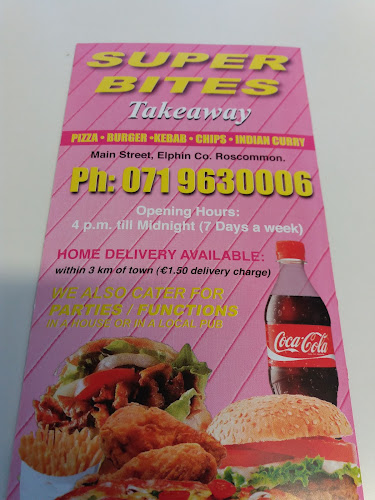 SUPER
BITES
Takeaway
PIZZA • BURGER •KEBAB • CHIPS • INDIAN CURRY
Main Street, Elphin Co. Roscommon.
Ph: 071 9630006
Opening Hours:
4 p.m. till Midnight (7 Days a week)
HOME DELIVERY AVAILABLE:
within 3 km of town (€1.50 delivery charge)
WE ALSO CATER FOR
PARTIES / FUNCTIONS
IN A HOUSE OR IN A LOCAL PUB
Coca-Cola